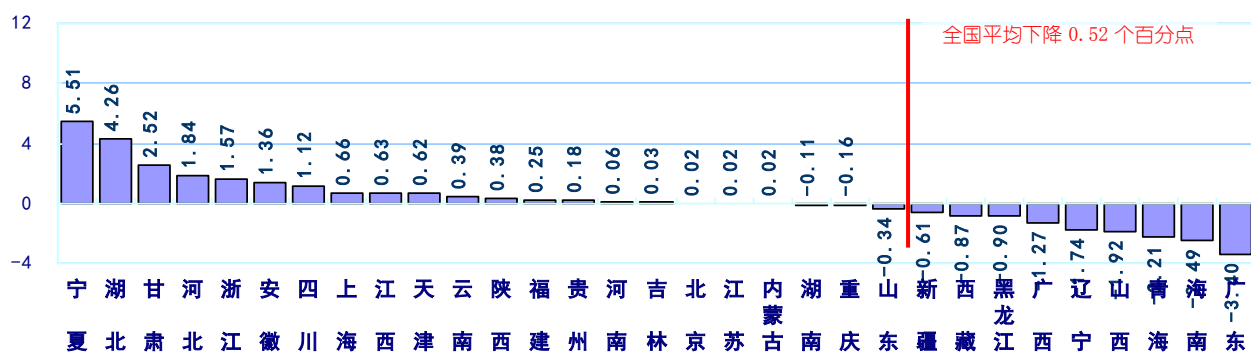 12
全国平均下降 0.52 个百分点
8
4
0
-4
5.51
4.26
2.52
1.84
1.57
1.36
1.12
0.66
0.63
0.62
0.39
0.38
0.25
0.18
0.06
0.03
0.02
0.02
0.02
-0.11
-0.16
-0.34
-0.61
-0.87
-0.90
-1.27
-1.74
-1.92
-2.21
-2.49
-3.40
宁夏
湖北
甘肃
河北
浙江
安徽
四川
上海
江西
天津
云南
陕西
福建
贵州
河南
吉林
北京
江苏
内蒙古
湖南
重庆
山东
新疆
西藏
黑龙江
广西
辽宁
山西
青海
海南
广东